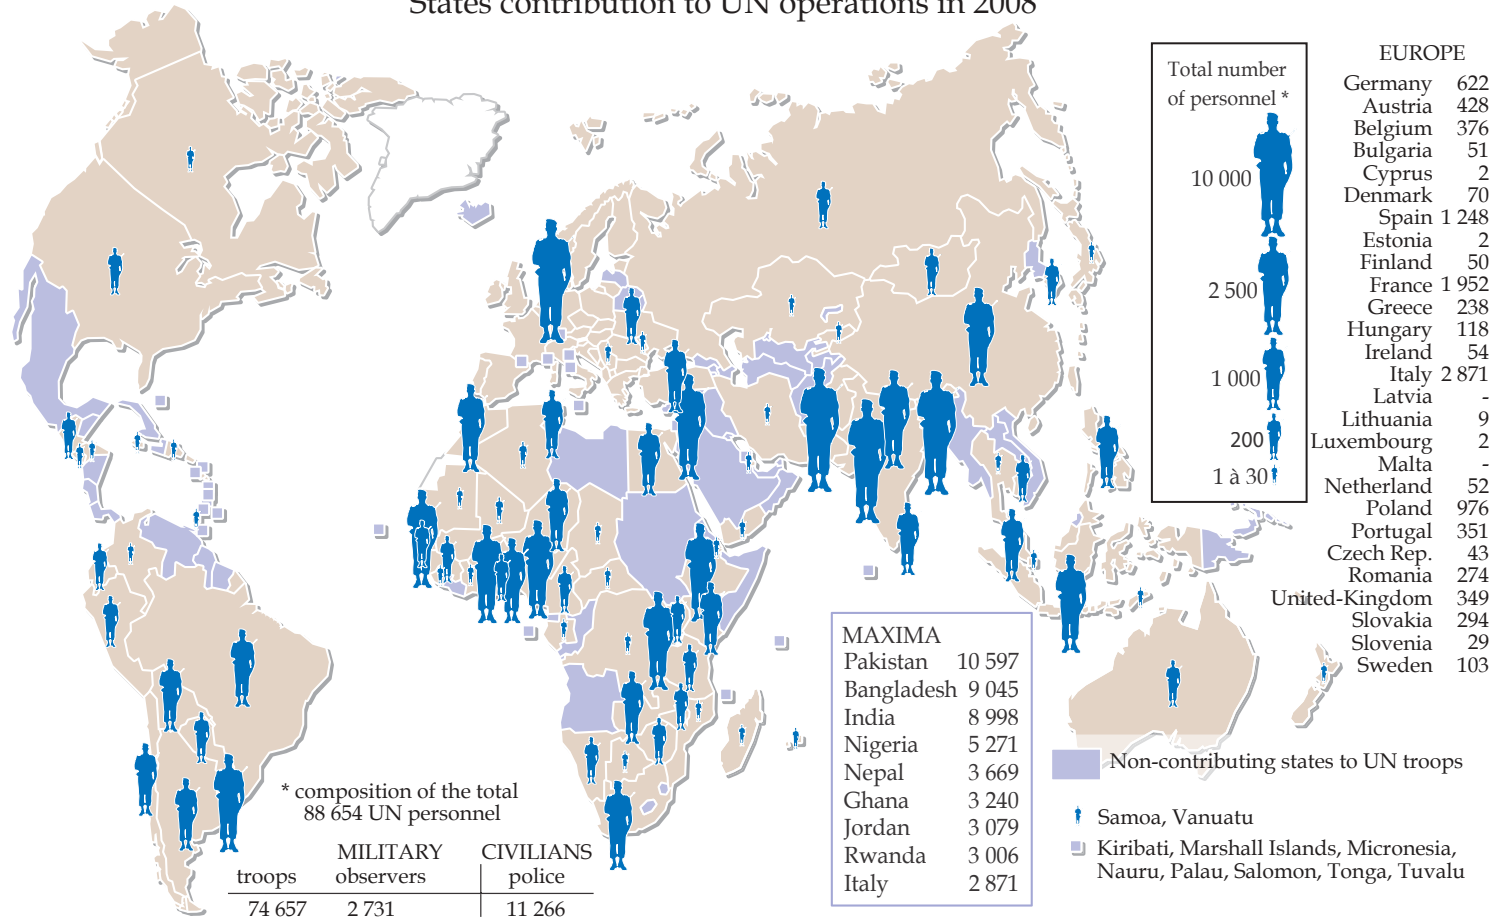 States contribution to UN operations in 2008
Total number
of personnel *
10 000
2 500
1 000
200
1 à 30
EUROPE
Germany 622
Austria 428
Belgium 376
Bulgaria 51
Cyprus 2
Denmark 70
Spain 1 248
Estonia 2
Finland 50
France 1 952
Greece 238
Hungary 118
Ireland 54
Italy 2 871
Latvia -
Lithuania 9
Luxembourg 2
Malta -
Netherland 52
Poland 976
Portugal 351
Czech Rep. 43
Romania 274
United-Kingdom 349
Slovakia 294
Slovenia 29
Sweden 103
MAXIMA
Pakistan 10 597
Bangladesh 9 045
India 8 998
Nigeria 5 271
Nepal 3 669
Ghana 3 240
Jordan 3 079
Rwanda 3 006
Italy 2 871
Non-contributing states to UN troops
Samoa, Vanuatu
Kiribati, Marshall Islands, Micronesia,
Nauru, Palau, Salomon, Tonga, Tuvalu
* composition of the total
88 654 UN personnel
MILITARY CIVILIANS
troops observers police
74 657 2 731 11 266